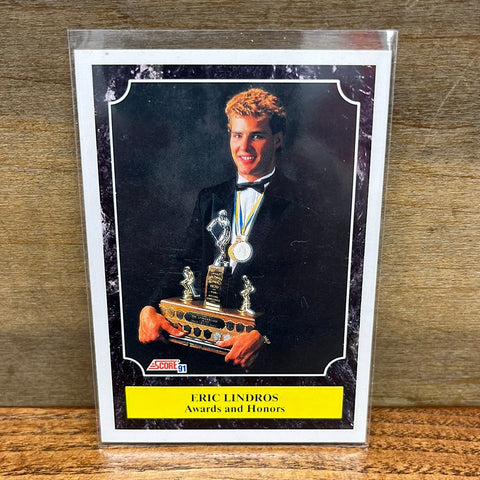 SCORE 91
ERIC LINDROS
Awards and Honors